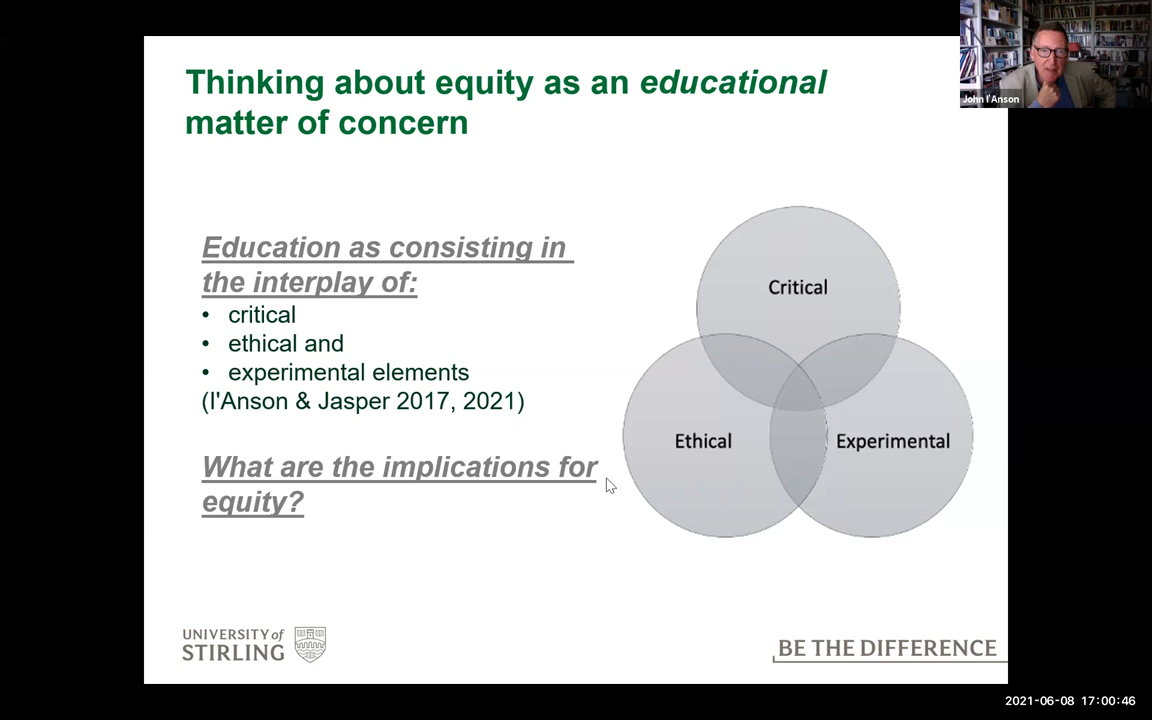 Thinking about equity as an educational
matter of concern
Education as consisting in
the interplay of:
• critical
• ethical and
• experimental elements
(I'Anson & Jasper 2017, 2021)
What are the implications for
equity?
Critical
Ethical
Experimental
UNIVERSITY of
STIRLING
BE THE DIFFERENCE
John I'Anson
2021-06-08 17:00:46